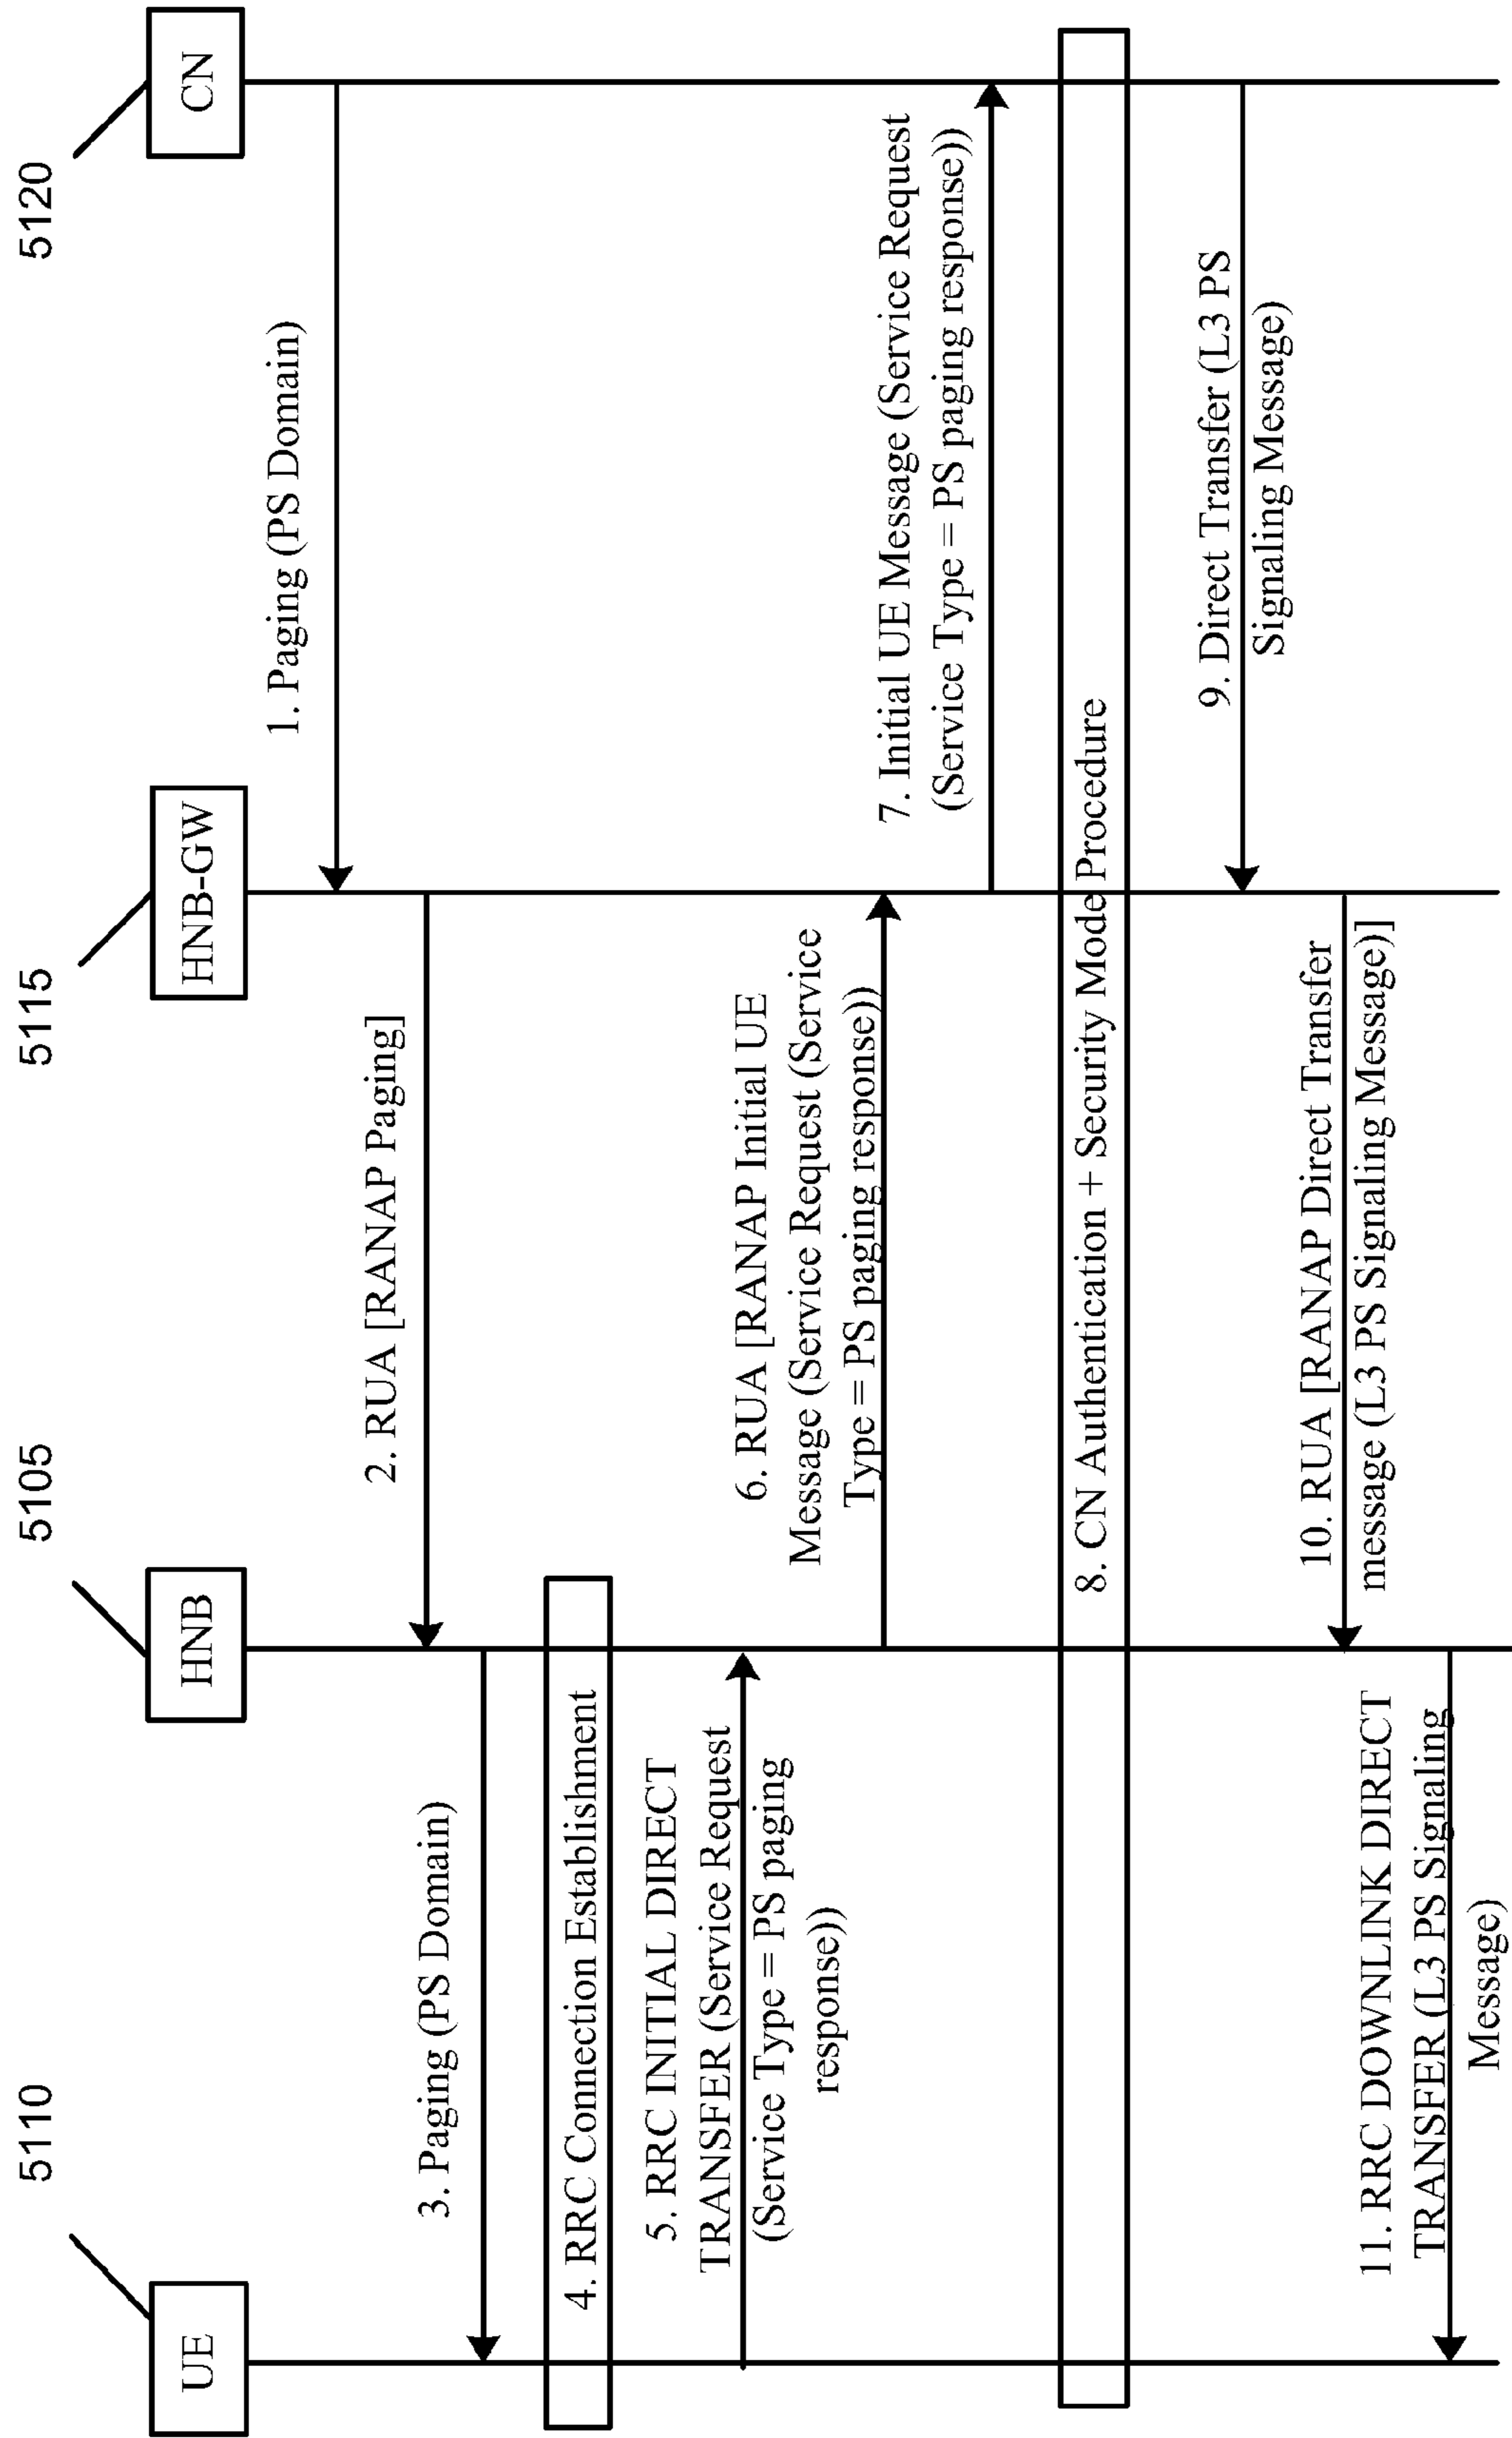 5110
5105
5115
5120
UE
HNB
HNB-GW
CN
1. Paging (PS Domain)
2. RUA [RANAP Paging]
3. Paging (PS Domain)
4. RRC Connection Establishment
5. RRC INITIAL DIRECT
TRANSFER (Service Request
(Service Type = PS paging
response))
6. RUA [RANAP Initial UE
Message (Service Request (Service
Type = PS paging response))
7. Initial UE Message (Service Request
(Service Type = PS paging response))
8. CN Authentication + Security Mode Procedure
9. Direct Transfer (L3 PS
Signaling Message)
10. RUA [RANAP Direct Transfer
message (L3 PS Signaling Message)]
11. RRC DOWNLINK DIRECT
TRANSFER (L3 PS Signaling
Message)